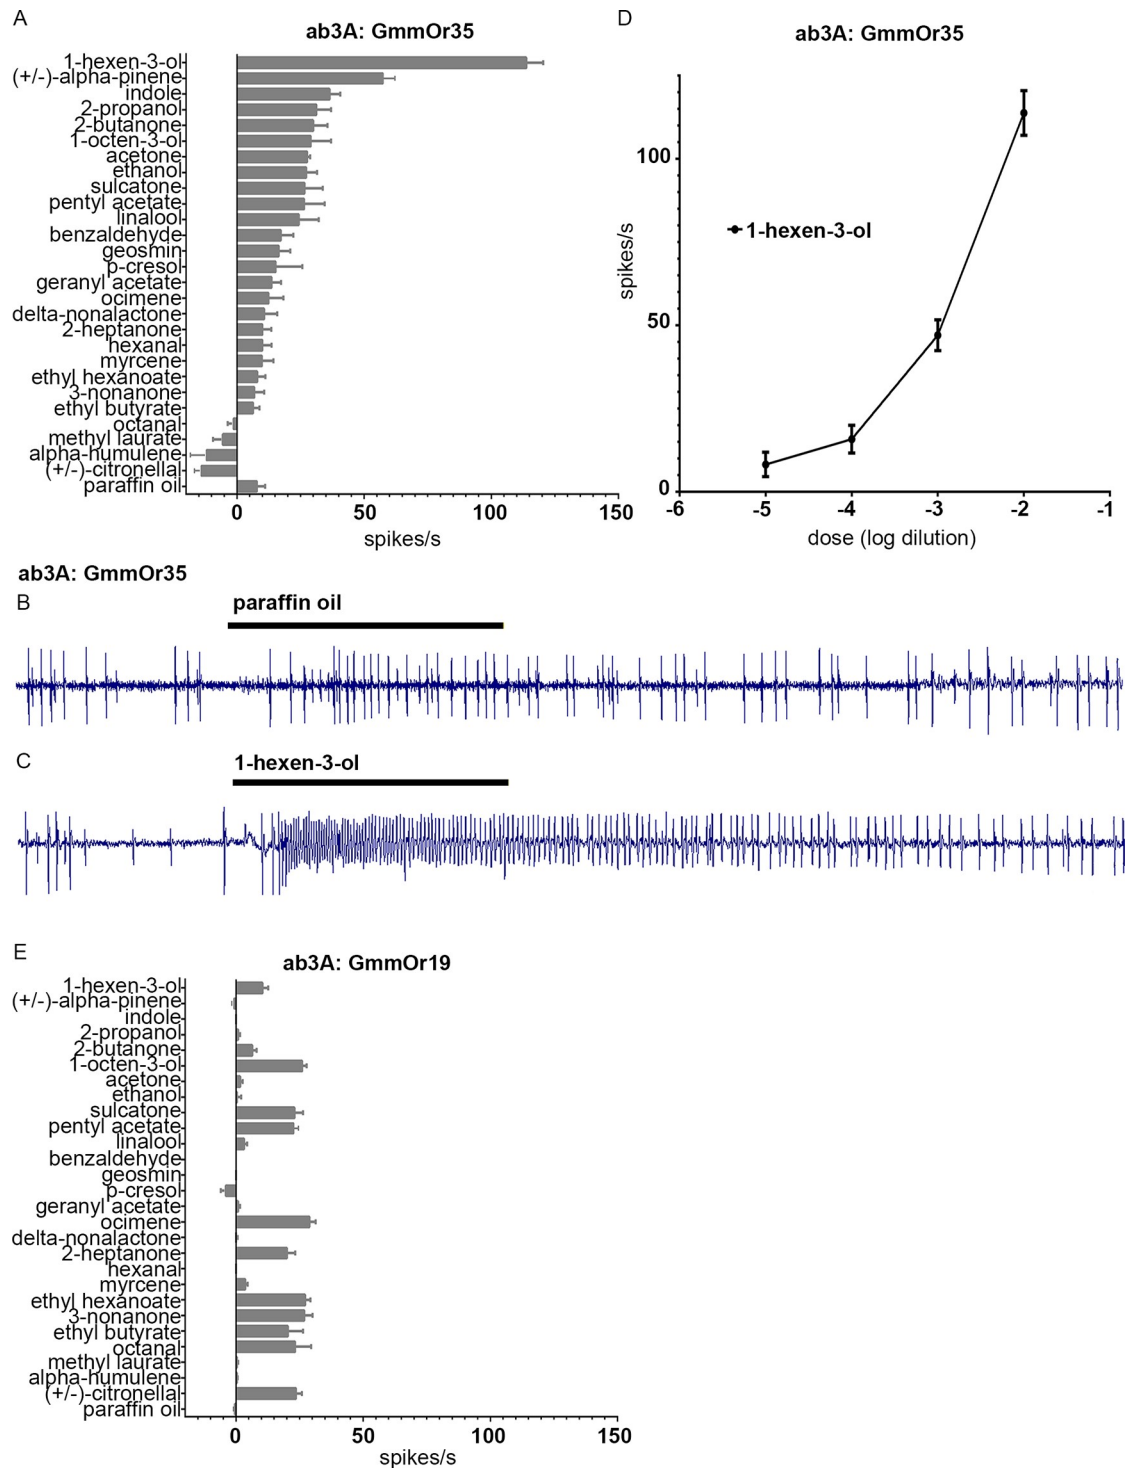 A
ab3A: GmmOr35
1-hexen-3-ol
(+/-)-alpha-pinene
indole
2-propanol
2-butanone
1-octen-3-ol
acetone
ethanol
sulcatone
pentyl acetate
linalool
benzaldehyde
geosmin
p-cresol
geranyl acetate
ocimene
delta-nonalactone
2-heptanone
hexanal
myrcene
ethyl hexanoate
3-nonanone
ethyl butyrate
octanal
methyl laurate
alpha-humulene
(+/-)-citronellal
paraffin oil
0 50 100 150
spikes/s
D
ab3A: GmmOr35
100
50
0
spikes/s
1-hexen-3-ol
-6 -5 -4 -3 -2 -1
dose (log dilution)
ab3A: GmmOr35
B
paraffin oil
C
1-hexen-3-ol
E
ab3A: GmmOr19
1-hexen-3-ol
(+/-)-alpha-pinene
indole
2-propanol
2-butanone
1-octen-3-ol
acetone
ethanol
sulcatone
pentyl acetate
linalool
benzaldehyde
geosmin
p-cresol
geranyl acetate
ocimene
delta-nonalactone
2-heptanone
hexanal
myrcene
ethyl hexanoate
3-nonanone
ethyl butyrate
octanal
methyl laurate
alpha-humulene
(+/-)-citronellal
paraffin oil
0 50 100 150
spikes/s